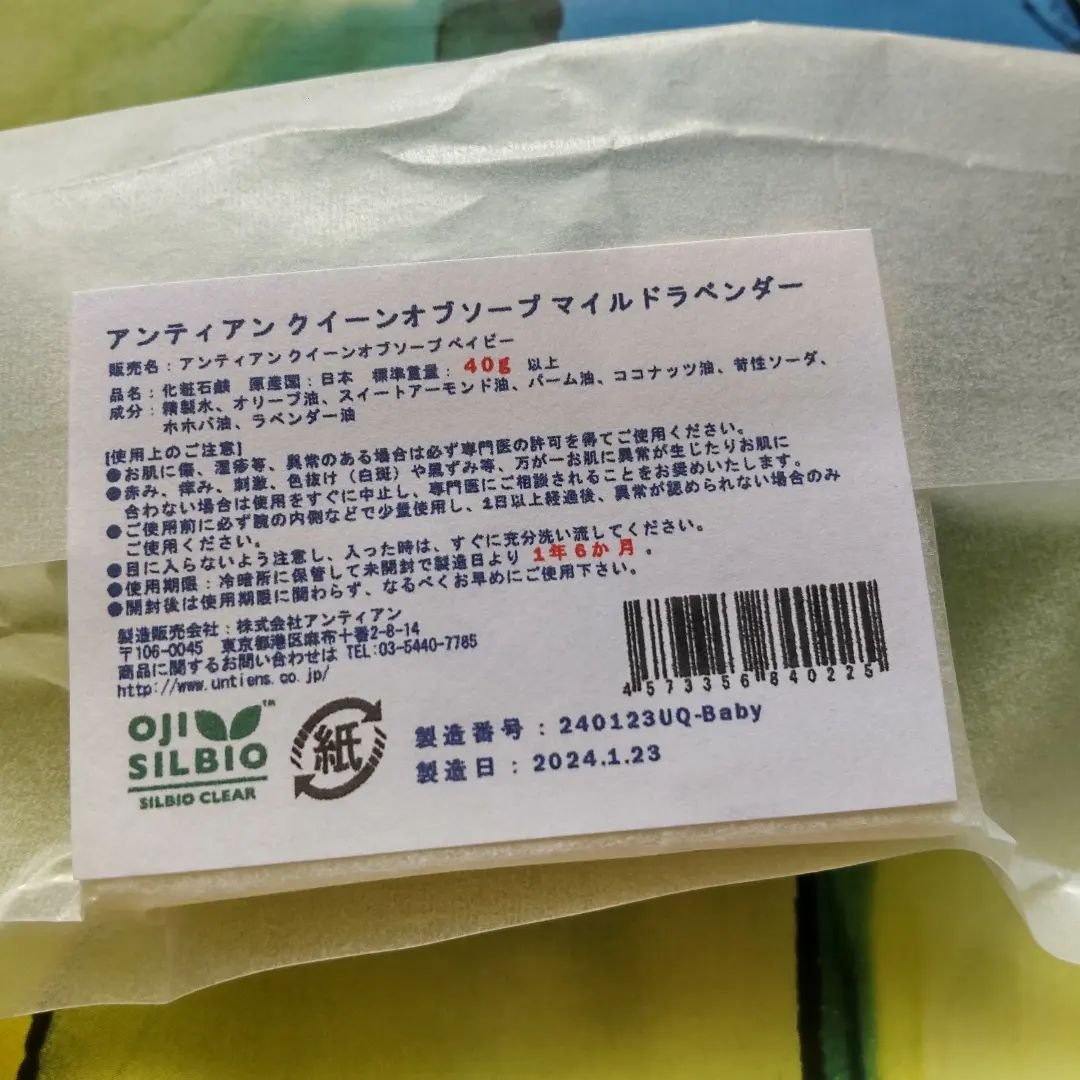 アンティアン クイーンオブソープ マイルドラベンダー
販売名：アンティアン クイーンオブソープ ベイビー
品名：化粧石鹸 原産国：日本 標準重量：40g 以上
成分：精製水、オリーブ油、スイートアーモンド油、パーム油、ココナッツ油、苛性ソーダ、
ホホバ油、ラベンダー油
[使用上のご注意]
●お肌に傷、湿疹等、異常のある場合は必ず専門医の許可を得てご使用ください。
●赤み、痒み、刺激、色抜け（白斑）や黒ずみ等、万が一お肌に異常が生じたりお肌に
合わない場合は使用をすぐに中止し、専門医にご相談されることをお奨めいたします。
●ご使用前に必ず腕の内側などで少量使用し、1日以上経過後、異常が認められない場合のみ
ご使用ください。
●目に入らないよう注意し、入った時は、すぐに充分洗い流してください。
●使用期限：冷暗所に保管して未開封で製造日より 1年6か月 。
●開封後は使用期限に関わらず、なるべくお早めにご使用下さい。
製造販売会社：株式会社アンティアン
〒106-0045 東京都港区麻布十番2-8-14
商品に関するお問い合わせは TEL:03-5440-7785
http://www.untiens.co.jp/
4573356840225
OJI™
SILBIO
SILBIO CLEAR
紙
製造番号：240123UQ-Baby
製造日：2024.1.23